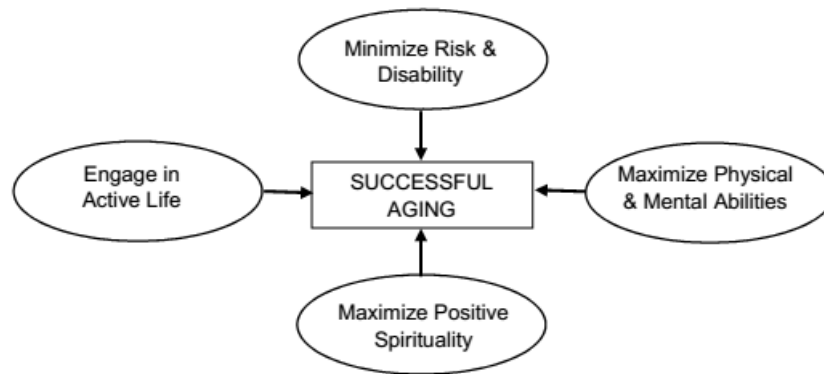 Minimize Risk &
Disability
Engage in
Active Life
SUCCESSFUL
AGING
Maximize Physical
& Mental Abilities
Maximize Positive
Spirituality